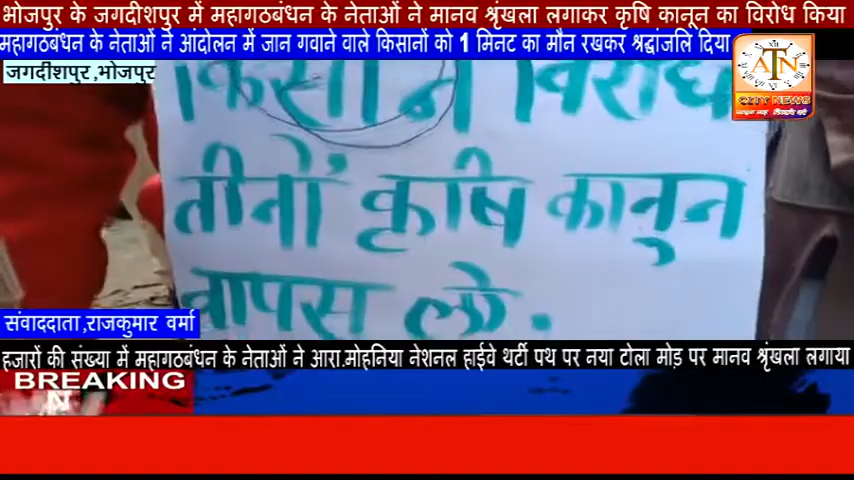 भोजपुर के जगदीशपुर में महागठबंधन के नेताओं ने मानव श्रृंखला लगाकर कृषि कानून का विरोध किया
महागठबंधन के नेताओं ने आंदोलन में जान गवाने वाले किसानों को 1 मिनट का मौन रखकर श्रद्धांजलि दिया
जगदीशपुर,भोजपुर
ATN
CITY NEWS
किसान विरोधी
तीनों कृषि कानुन
वापस लो.
संवाददाता,राजकुमार वर्मा
हजारों की संख्या में महागठबंधन के नेताओं ने आरा.मोहनिया नेशनल हाईवे थर्टी पथ पर नया टोला मोड़ पर मानव श्रृंखला लगाया
BREAKING